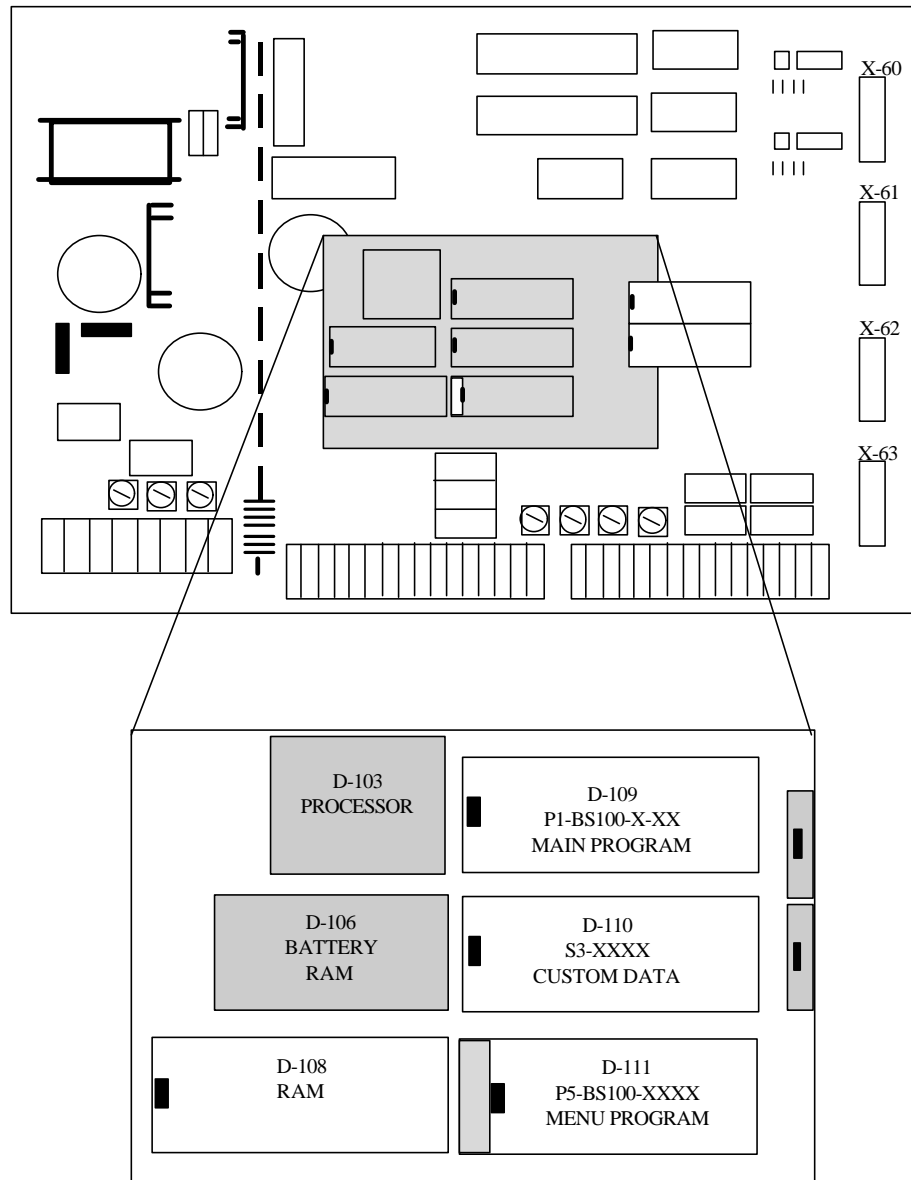 X-60
X-61
X-62
X-63
D-103
PROCESSOR
D-109
P1-BS100-X-XX
MAIN PROGRAM
D-106
BATTERY
RAM
D-110
S3-XXXX
CUSTOM DATA
D-108
RAM
D-111
P5-BS100-XXXX
MENU PROGRAM